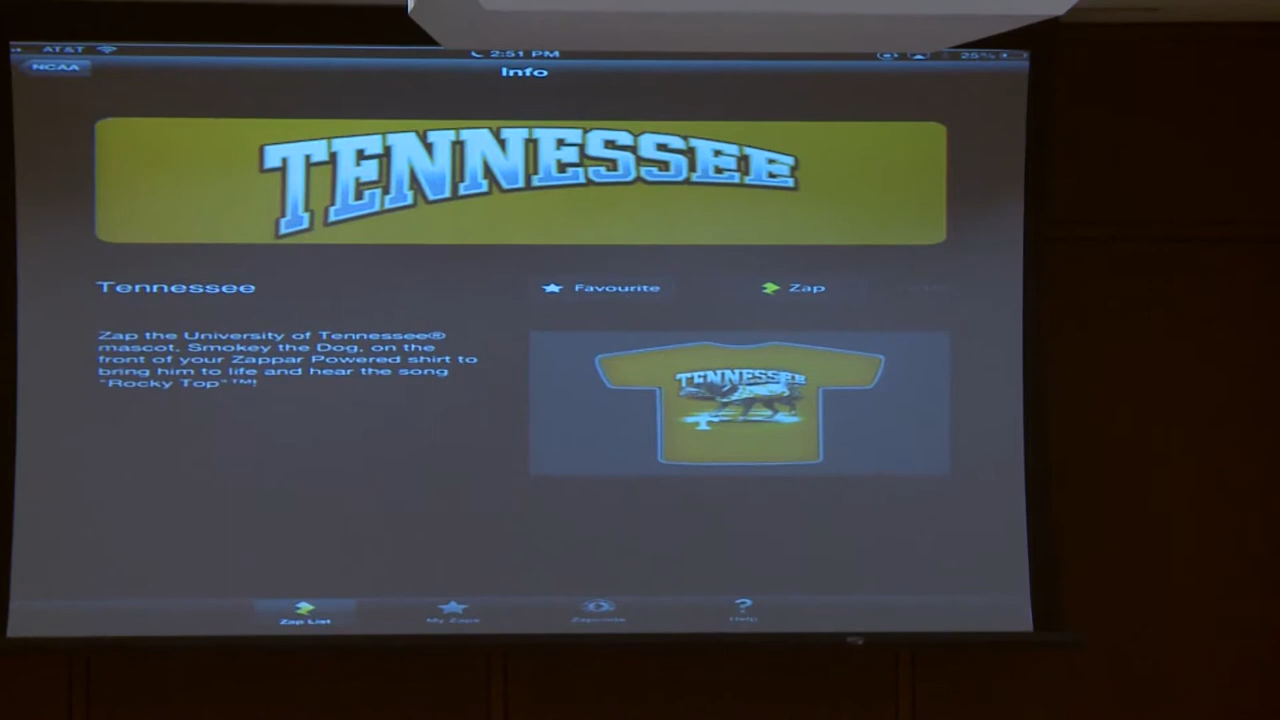 AT&T 2:51 PM 25%
NCAA
Info
TENNESSEE
Tennessee
Favourite
Zap
Zap the University of Tennessee®
mascot, Smokey the Dog, on the
front of your Zappar Powered shirt to
bring him to life and hear the song
"Rocky Top"™!
TENNESSEE
T
Zap List
My Zaps
Help